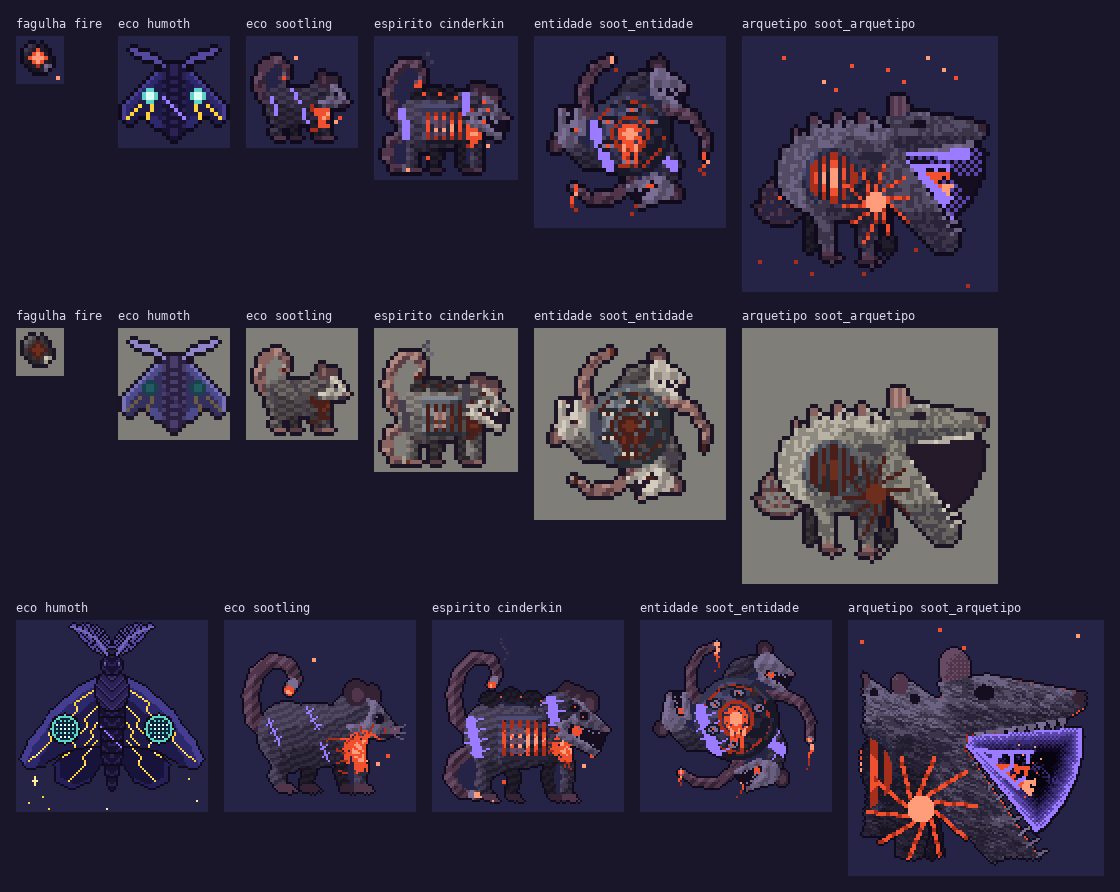 fagulha fire eco humoth eco sootling espirito cinderkin entidade soot_entidade arquetipo soot_arquetipo
fagulha fire eco humoth eco sootling espirito cinderkin entidade soot_entidade arquetipo soot_arquetipo
eco humoth eco sootling espirito cinderkin entidade soot_entidade arquetipo soot_arquetipo